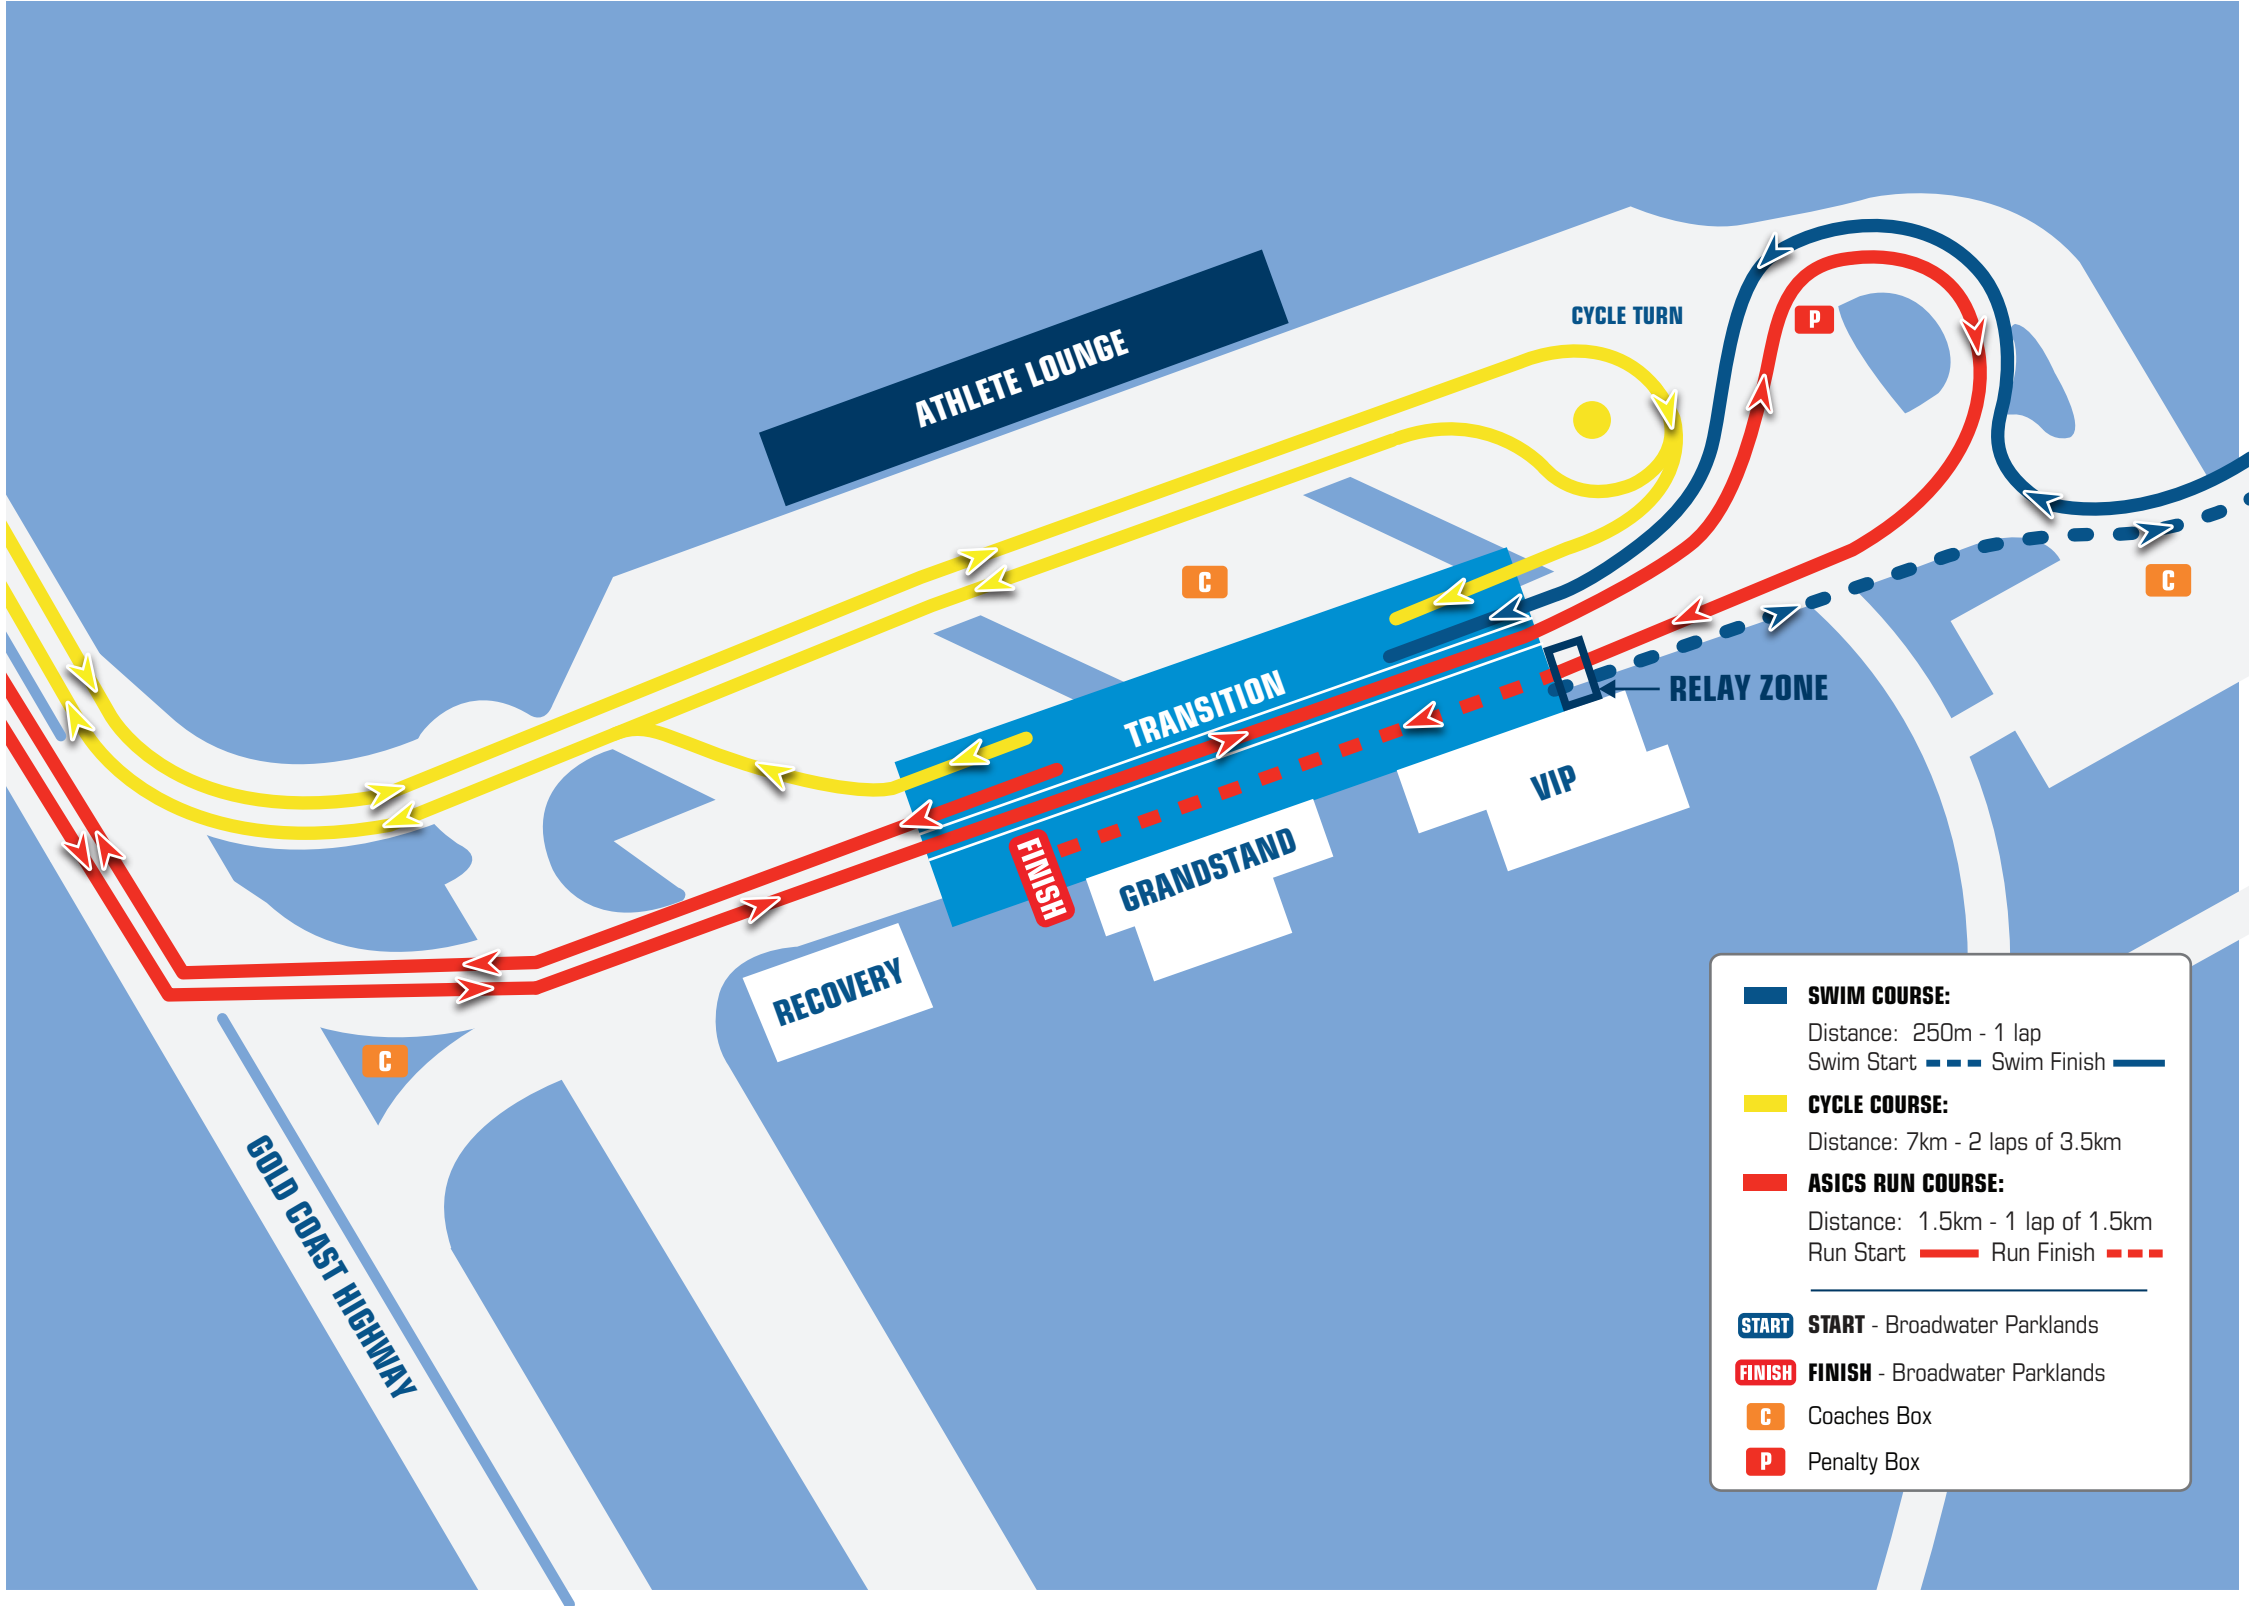 ATHLETE LOUNGE
CYCLE TURN
P
C
C
TRANSITION
RELAY ZONE
VIP
FINISH
GRANDSTAND
RECOVERY
C
GOLD COAST HIGHWAY
SWIM COURSE:
Distance: 250m - 1 lap
Swim Start Swim Finish
CYCLE COURSE:
Distance: 7km - 2 laps of 3.5km
ASICS RUN COURSE:
Distance: 1.5km - 1 lap of 1.5km
Run Start Run Finish
START START - Broadwater Parklands
FINISH FINISH - Broadwater Parklands
C Coaches Box
P Penalty Box